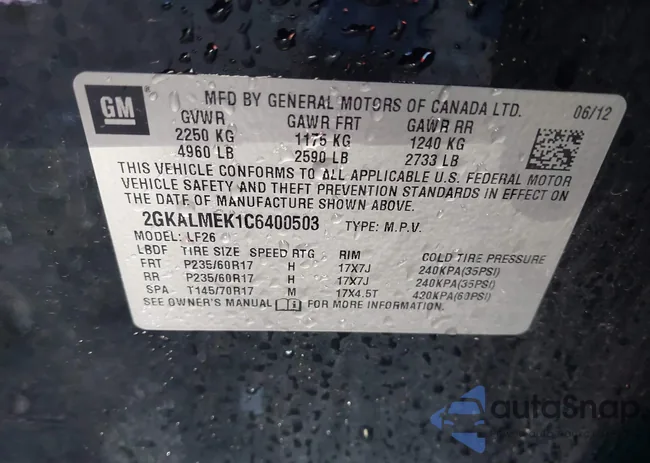 GM
MFD BY GENERAL MOTORS OF CANADA LTD. 06/12
GVWR GAWR FRT GAWR RR
2250 KG 1175 KG 1240 KG
4960 LB 2590 LB 2733 LB
THIS VEHICLE CONFORMS TO ALL APPLICABLE U.S. FEDERAL MOTOR
VEHICLE SAFETY AND THEFT PREVENTION STANDARDS IN EFFECT ON
THE DATE OF MANUFACTURE SHOWN ABOVE.
2GKALMEK1C6400503 TYPE: M.P.V.
MODEL: LF26
LBDF TIRE SIZE SPEED RTG RIM COLD TIRE PRESSURE
FRT P235/60R17 H 17X7J 240KPA(35PSI)
RR P235/60R17 H 17X7J 240KPA(35PSI)
SPA T145/70R17 M 17X4.5T 420KPA(60PSI)
SEE OWNER'S MANUAL i FOR MORE INFORMATION.
autoSnap